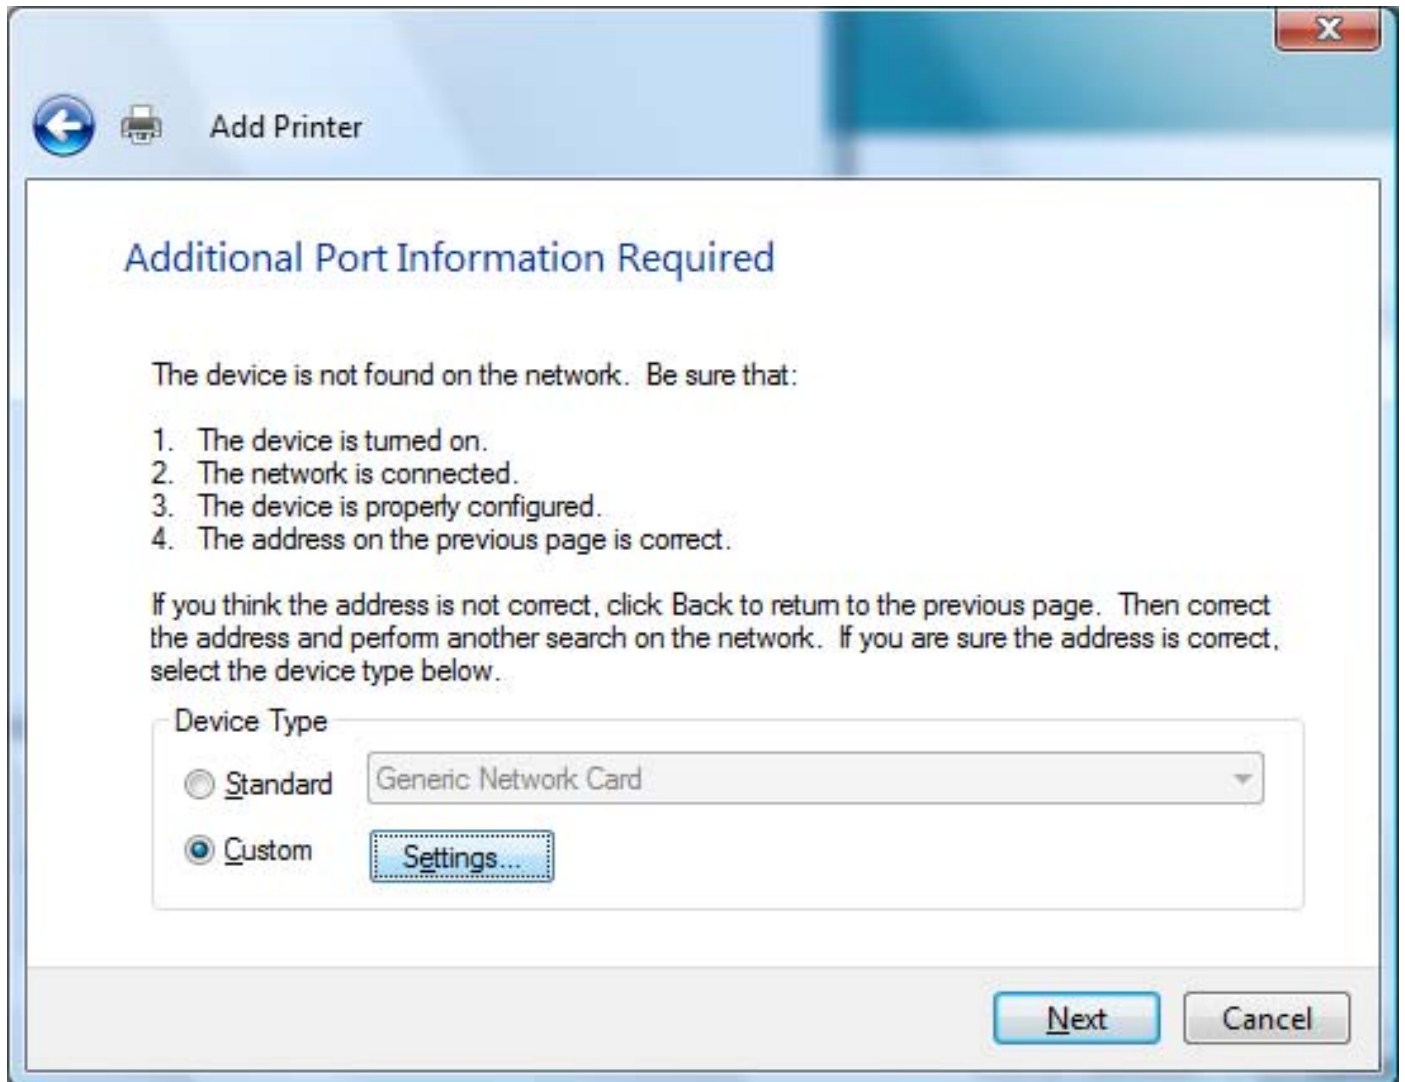 Add Printer
Additional Port Information Required
The device is not found on the network.  Be sure that:
1.  The device is turned on.
2.  The network is connected.
3.  The device is properly configured.
4.  The address on the previous page is correct.
If you think the address is not correct, click Back to return to the previous page.  Then correct
the address and perform another search on the network.  If you are sure the address is correct,
select the device type below.
Device Type
Standard Generic Network Card
Custom Settings...
Next Cancel